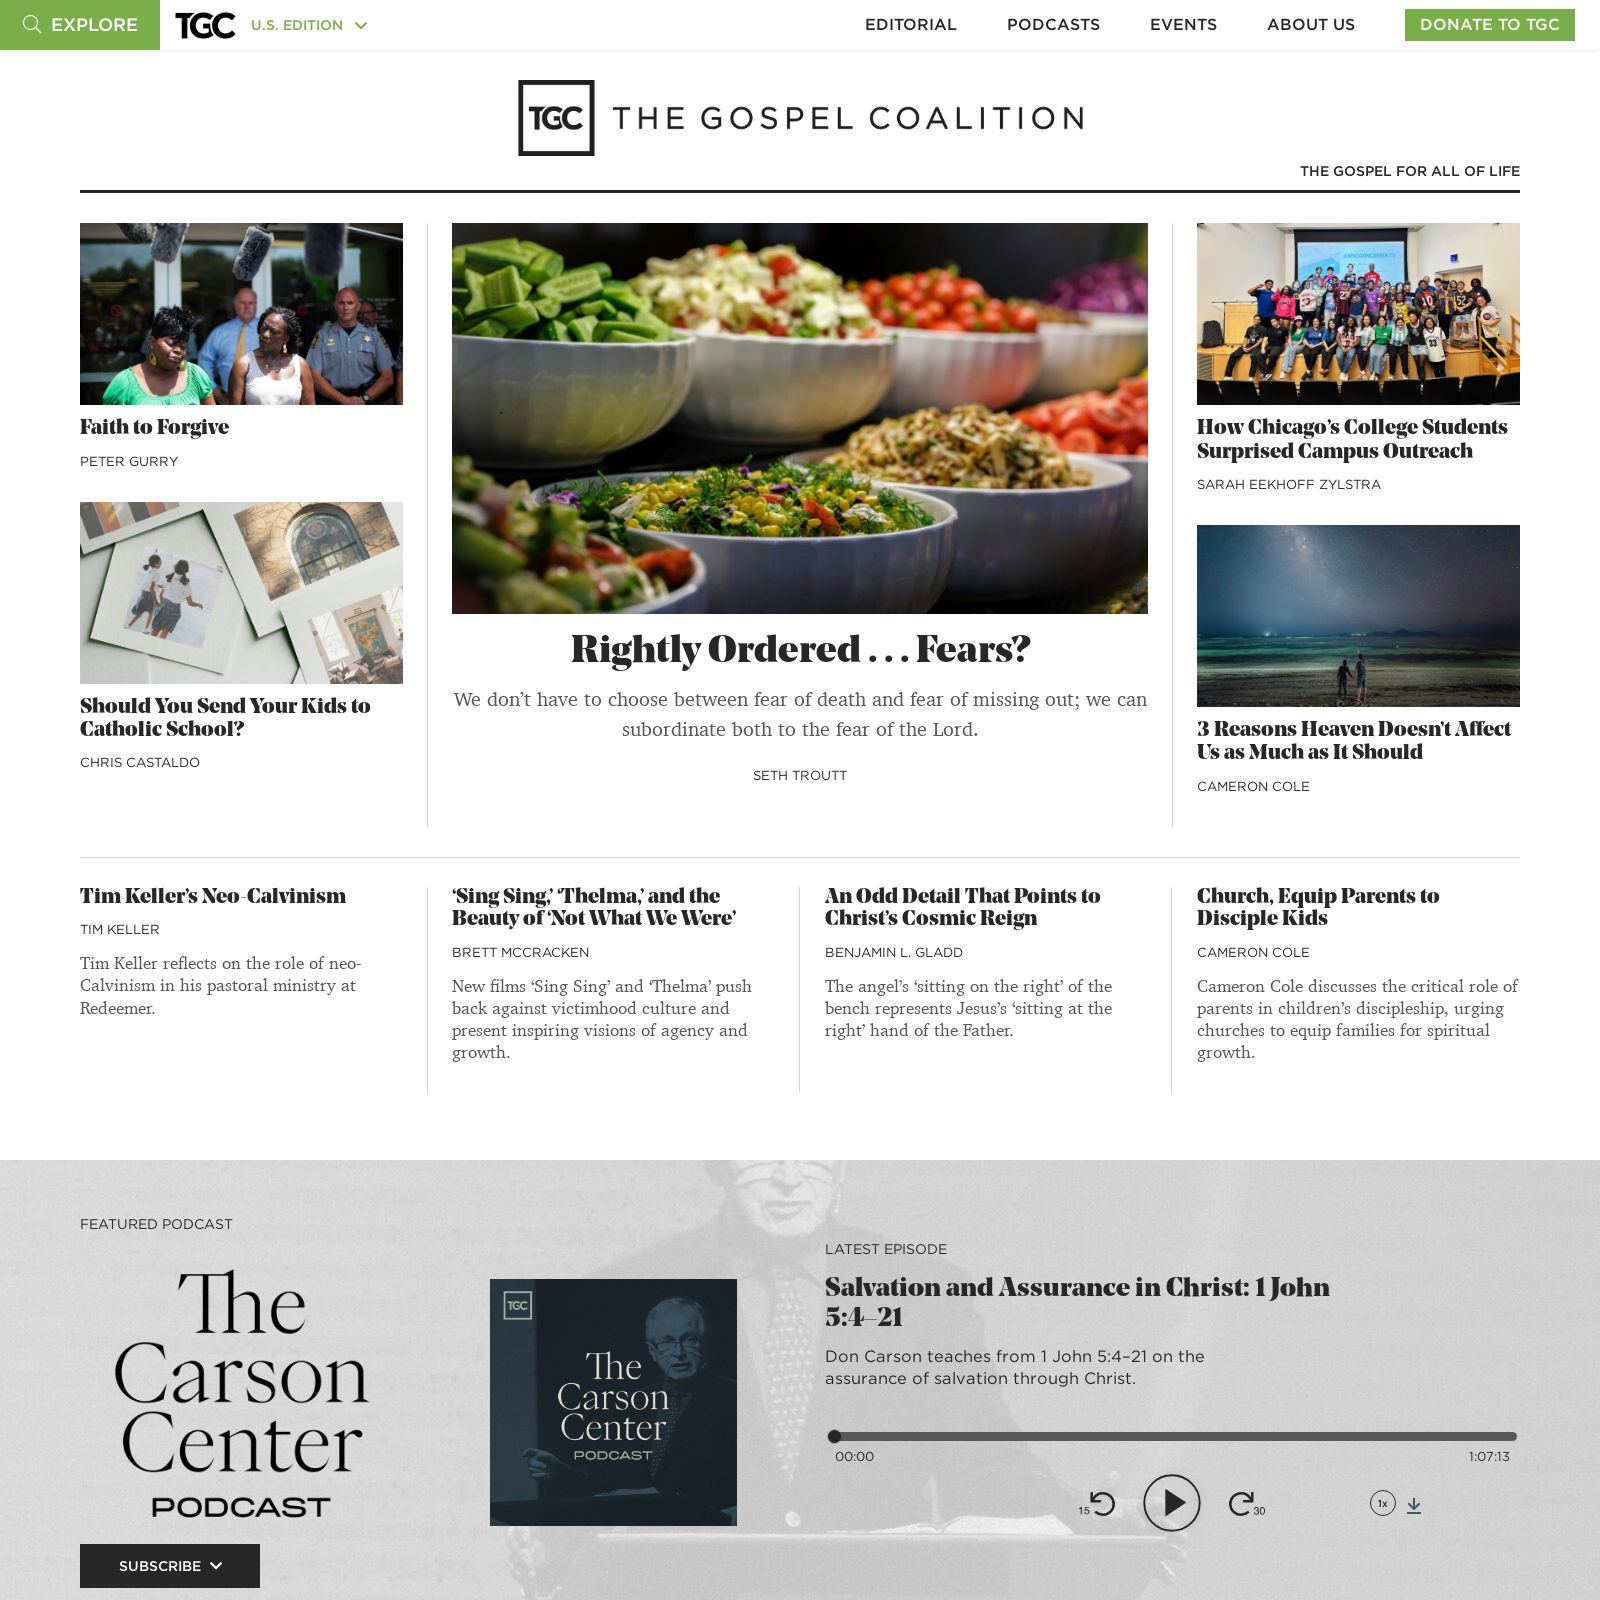 EXPLORE
TGC
U.S. EDITION
EDITORIAL
PODCASTS
EVENTS
ABOUT US
DONATE TO TGC
TGC THE GOSPEL COALITION
THE GOSPEL FOR ALL OF LIFE
Faith to Forgive
PETER GURRY
Should You Send Your Kids to
Catholic School?
CHRIS CASTALDO
Rightly Ordered . . . Fears?
We don’t have to choose between fear of death and fear of missing out; we can
subordinate both to the fear of the Lord.
SETH TROUTT
ANNOUNCEMENTS
How Chicago’s College Students
Surprised Campus Outreach
SARAH EEKHOFF ZYLSTRA
3 Reasons Heaven Doesn’t Affect
Us as Much as It Should
CAMERON COLE
Tim Keller’s Neo-Calvinism
TIM KELLER
Tim Keller reflects on the role of neo-
Calvinism in his pastoral ministry at
Redeemer.
‘Sing Sing,’ ‘Thelma,’ and the
Beauty of ‘Not What We Were’
BRETT MCCRACKEN
New films ‘Sing Sing’ and ‘Thelma’ push
back against victimhood culture and
present inspiring visions of agency and
growth.
An Odd Detail That Points to
Christ’s Cosmic Reign
BENJAMIN L. GLADD
The angel’s ‘sitting on the right’ of the
bench represents Jesus’s ‘sitting at the
right’ hand of the Father.
Church, Equip Parents to
Disciple Kids
CAMERON COLE
Cameron Cole discusses the critical role of
parents in children’s discipleship, urging
churches to equip families for spiritual
growth.
FEATURED PODCAST
The
Carson
Center
PODCAST
SUBSCRIBE
TGC
The
Carson
Center
PODCAST
LATEST EPISODE
Salvation and Assurance in Christ: 1 John
5:4–21
Don Carson teaches from 1 John 5:4–21 on the
assurance of salvation through Christ.
00:00
1:07:13
15
30
1x